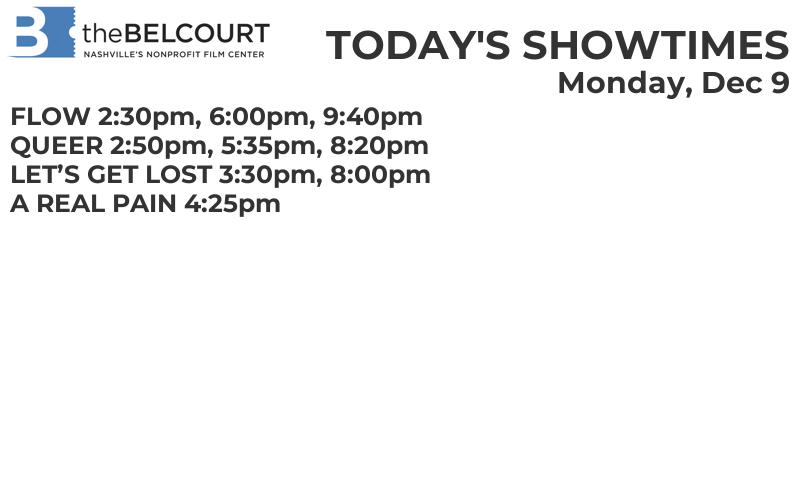 B theBELCOURT
NASHVILLE'S NONPROFIT FILM CENTER
TODAY'S SHOWTIMES
Monday, Dec 9
FLOW 2:30pm, 6:00pm, 9:40pm
QUEER 2:50pm, 5:35pm, 8:20pm
LET’S GET LOST 3:30pm, 8:00pm
A REAL PAIN 4:25pm